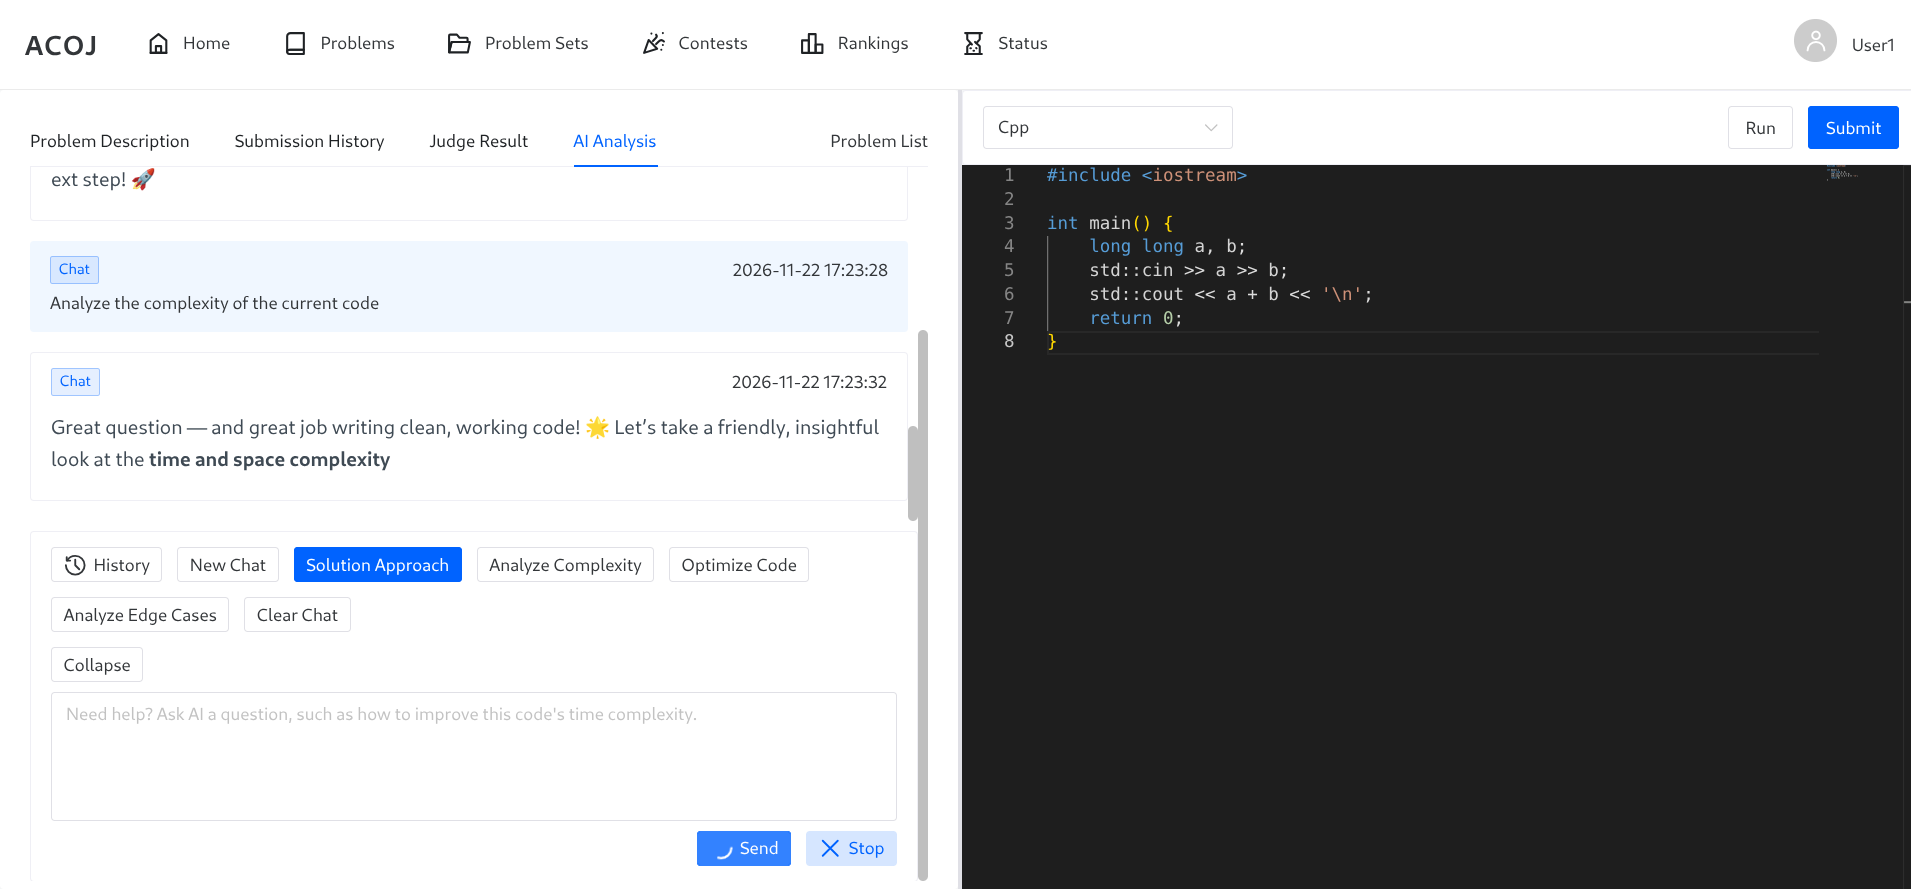 ACOJ
Home
Problems
Problem Sets
Contests
Rankings
Status
User1
Problem Description
Submission History
Judge Result
AI Analysis
Problem List
ext step! 🚀
Chat
2026-11-22 17:23:28
Analyze the complexity of the current code
Chat
2026-11-22 17:23:32
Great question — and great job writing clean, working code! 🌟 Let's take a friendly, insightful
look at the time and space complexity
History
New Chat
Solution Approach
Analyze Complexity
Optimize Code
Analyze Edge Cases
Clear Chat
Collapse
Need help? Ask AI a question, such as how to improve this code's time complexity.
Send
Stop
Cpp
Run
Submit
1 #include <iostream>
2
3 int main() {
4     long long a, b;
5     std::cin >> a >> b;
6     std::cout << a + b << '\n';
7     return 0;
8 }